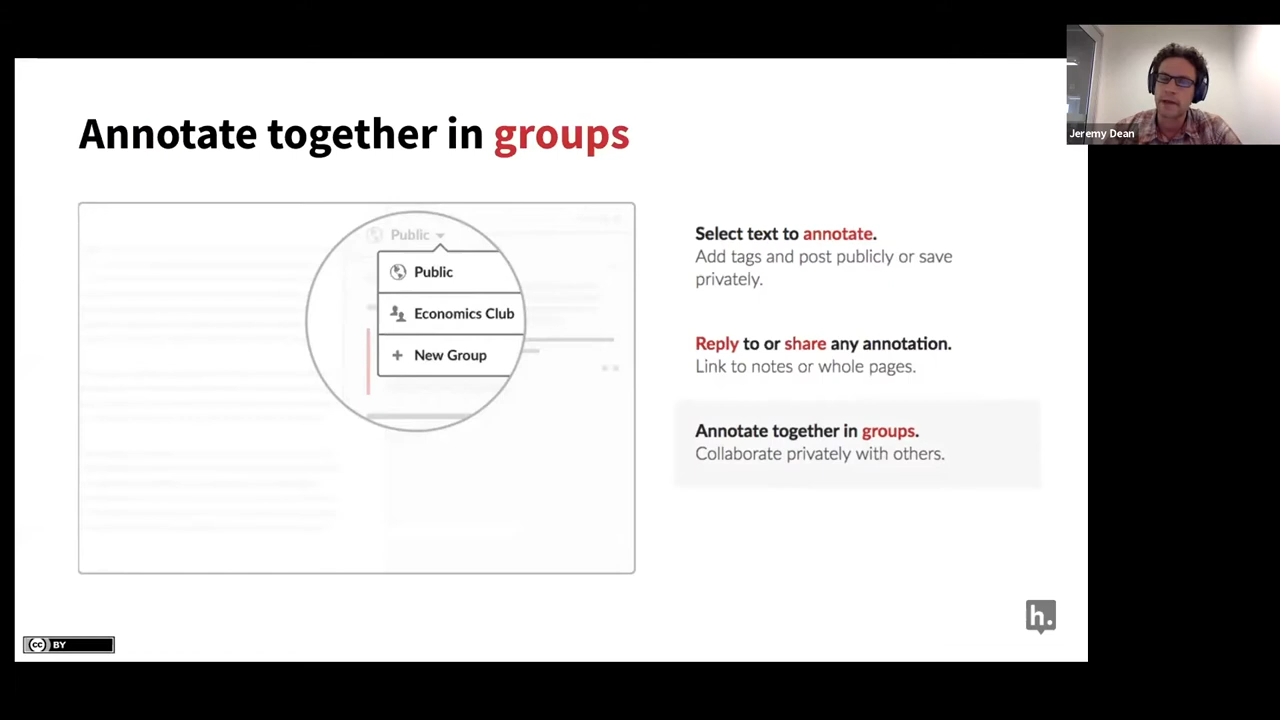 Annotate together in groups
Public
Public
Economics Club
New Group
Select text to annotate.
Add tags and post publicly or save
privately.
Reply to or share any annotation.
Link to notes or whole pages.
Annotate together in groups.
Collaborate privately with others.
Jeremy Dean
h.
cc BY